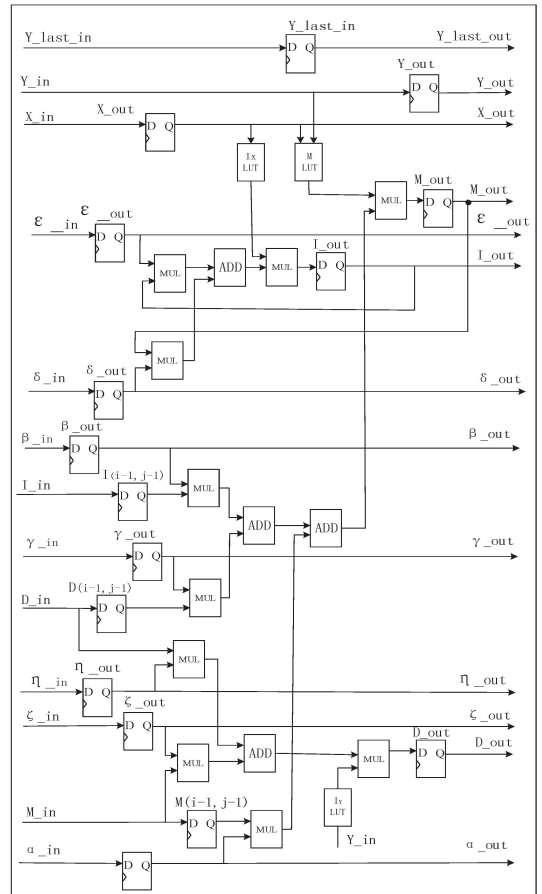 Y_last_in Y_last_in Y_last_out
D Q
Y_in Y_out Y_out
D Q
X_in X_out X_out
D Q
Ix LUT
M LUT
MUL
M_out M_out
D Q
ε_in ε_out ε_out
D Q
MUL
ADD
MUL
I_out I_out
D Q
MUL
δ_in δ_out δ_out
D Q
β_in β_out β_out
D Q
I_in I(i-1,j-1)
D Q
MUL
ADD
ADD
γ_in γ_out γ_out
D Q
D_in D(i-1,j-1)
D Q
MUL
MUL
η_in η_out η_out
D Q
ζ_in ζ_out ζ_out
D Q
MUL
ADD
MUL
D_out D_out
D Q
IY LUT
Y_in
M_in M(i-1,j-1)
D Q
MUL
α_in α_out
D Q